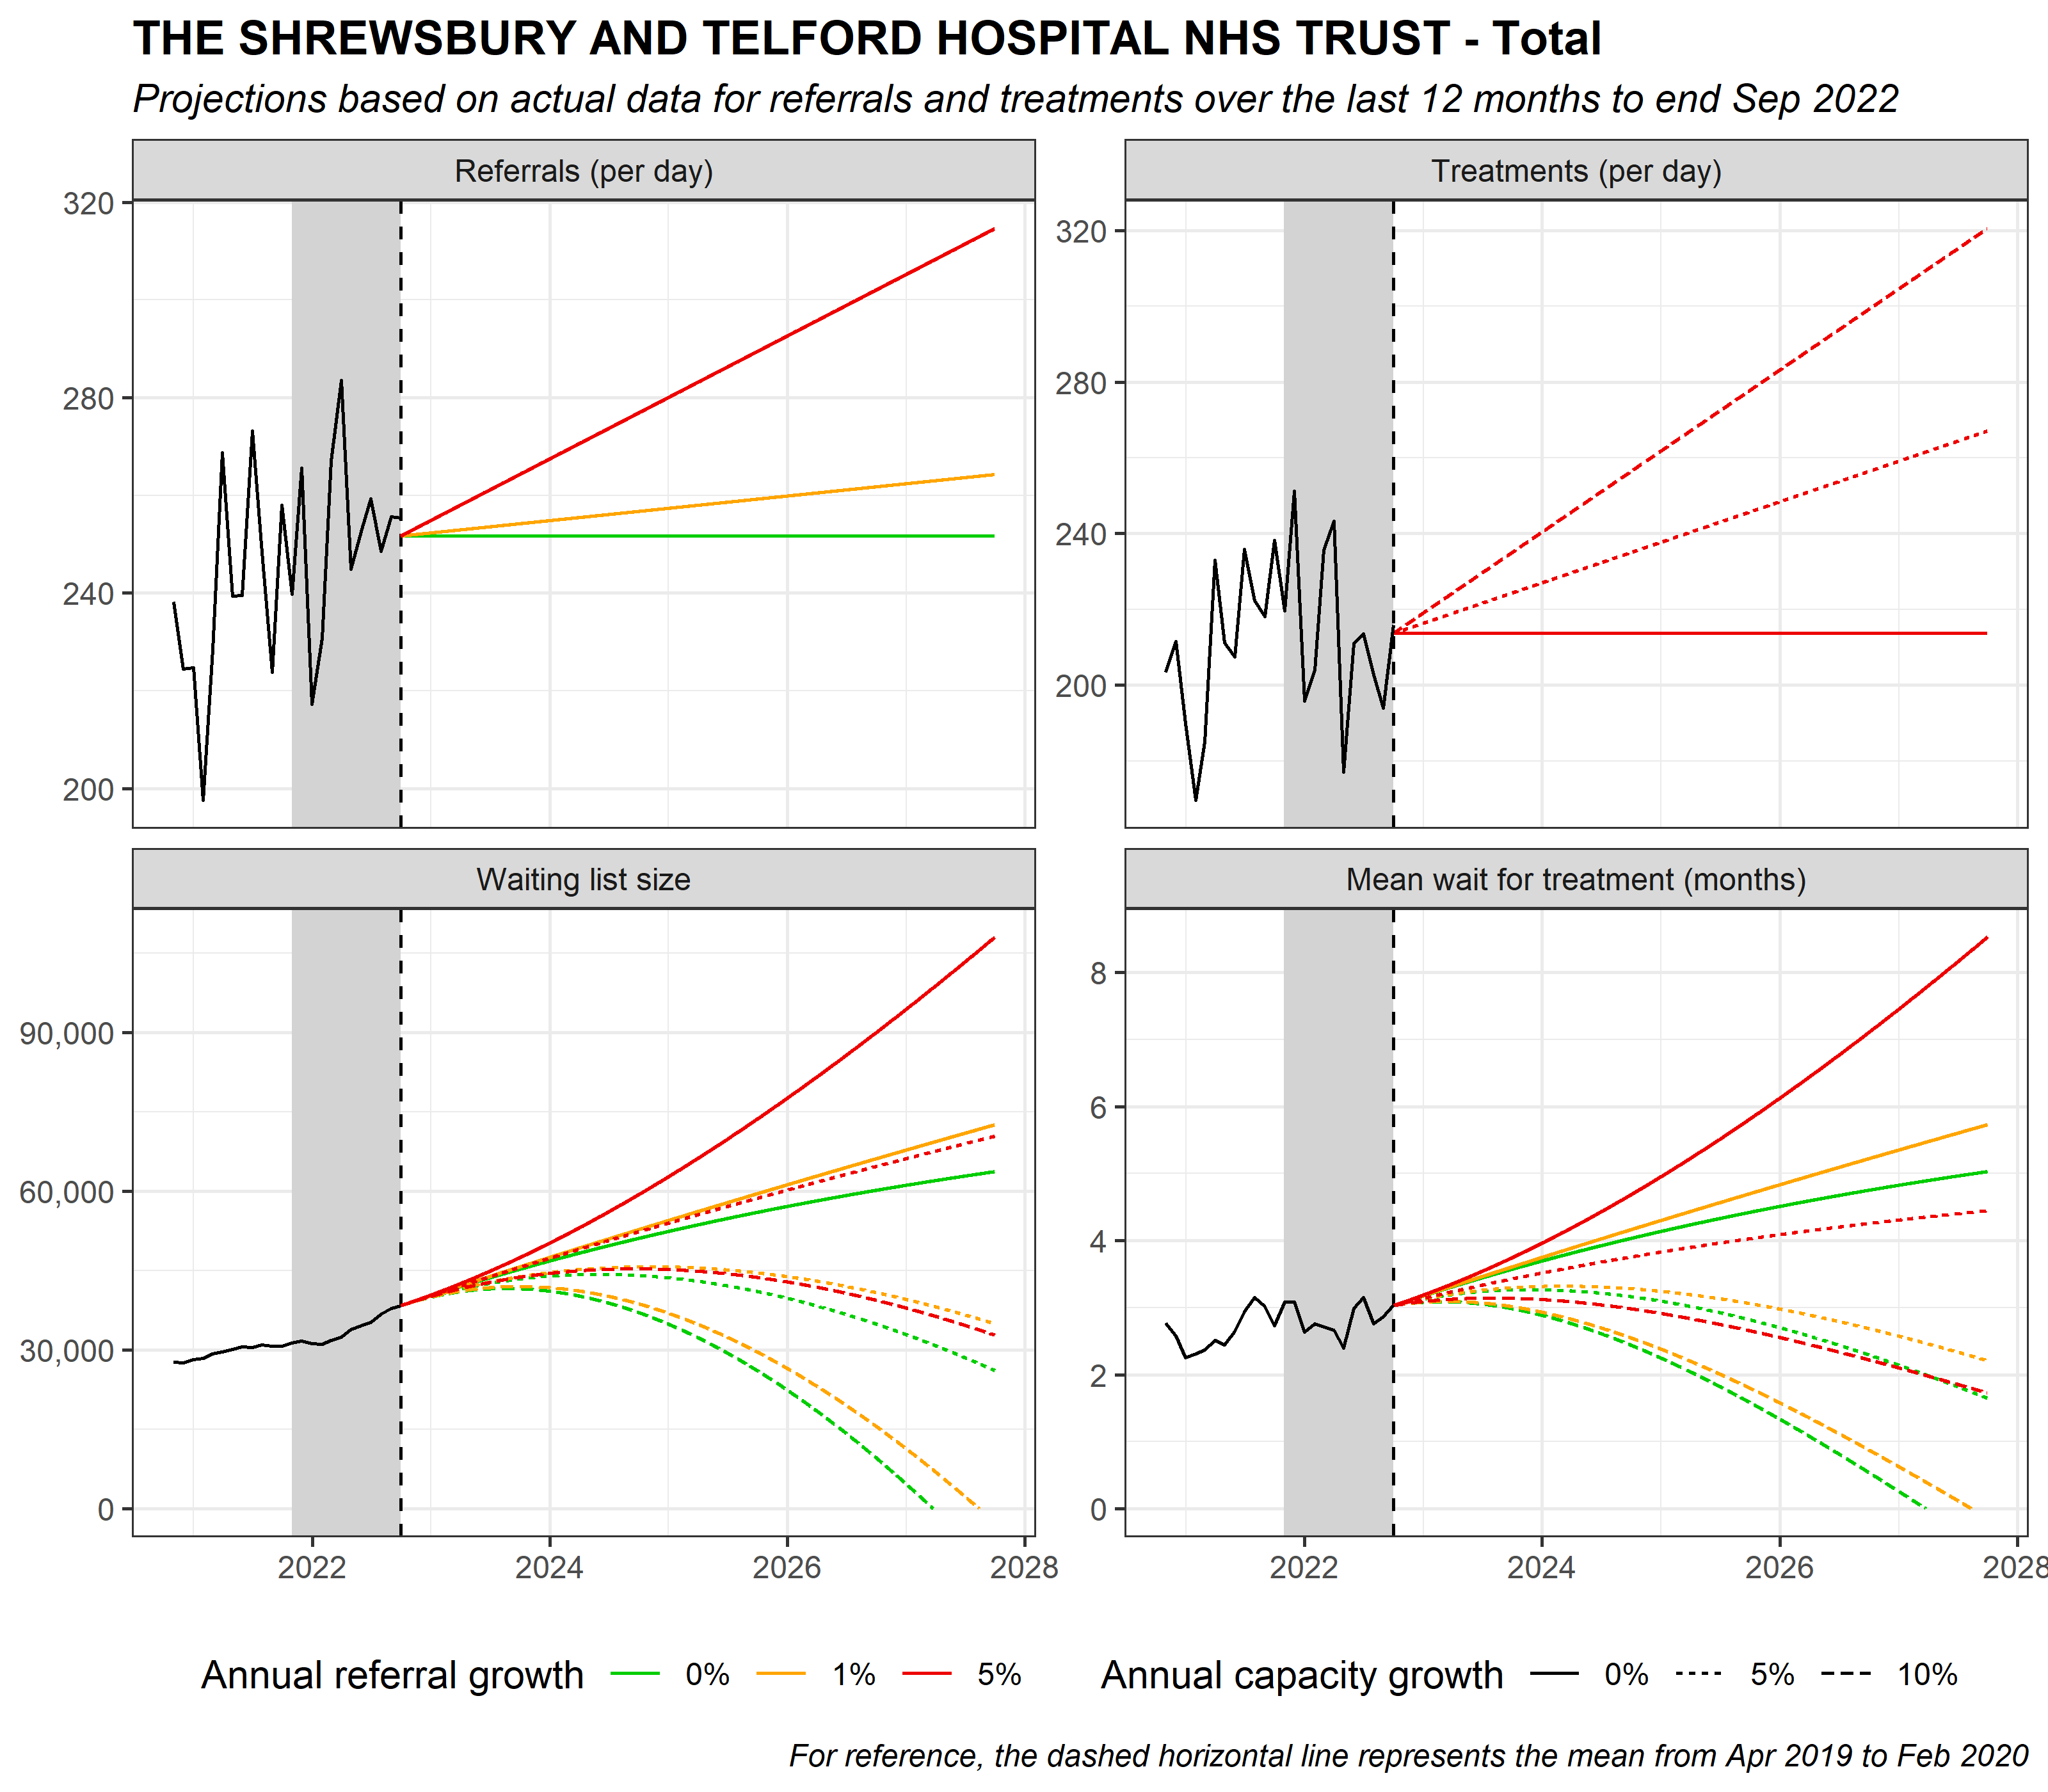 THE SHREWSBURY AND TELFORD HOSPITAL NHS TRUST - Total
Projections based on actual data for referrals and treatments over the last 12 months to end Sep 2022
Referrals (per day)
320
280
240
200
Treatments (per day)
320
280
240
200
Waiting list size
90,000
60,000
30,000
0
2022 2024 2026 2028
Mean wait for treatment (months)
8
6
4
2
0
2022 2024 2026 2028
Annual referral growth 0% 1% 5%
Annual capacity growth 0% 5% 10%
For reference, the dashed horizontal line represents the mean from Apr 2019 to Feb 2020